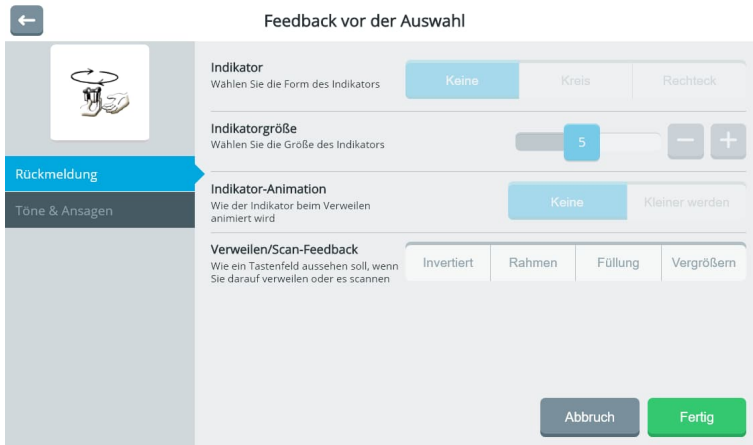 Feedback vor der Auswahl
Indikator
Wählen Sie die Form des Indikators
Keine
Kreis
Rechteck
Indikatorgröße
Wählen Sie die Größe des Indikators
5
Rückmeldung
Töne & Ansagen
Indikator-Animation
Wie der Indikator beim Verweilen
animiert wird
Keine
Kleiner werden
Verweilen/Scan-Feedback
Wie ein Tastenfeld aussehen soll, wenn
Sie darauf verweilen oder es scannen
Invertiert
Rahmen
Füllung
Vergrößern
Abbruch
Fertig